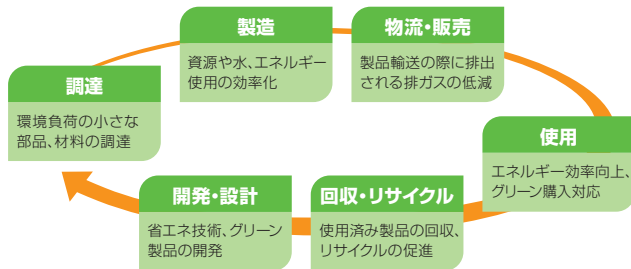 製造
資源や水、エネルギー
使用の効率化
物流・販売
製品輸送の際に排出
される排ガスの低減
調達
環境負荷の小さな
部品、材料の調達
使用
エネルギー効率向上、
グリーン購入対応
開発・設計
省エネ技術、グリーン
製品の開発
回収・リサイクル
使用済み製品の回収、
リサイクルの促進